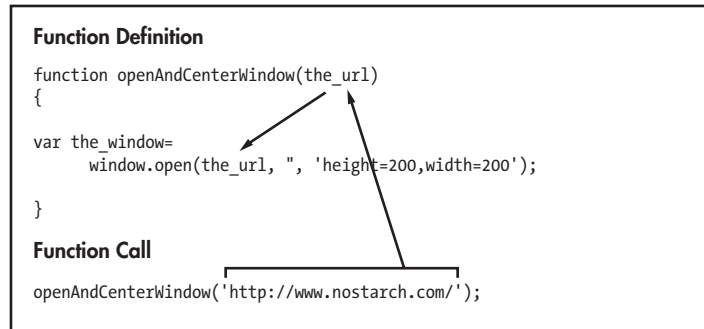 Function Definition
function openAndCenterWindow(the_url)
{
var the_window=
window.open(the_url, ", 'height=200,width=200');
}
Function Call
openAndCenterWindow('http://www.nostarch.com/');